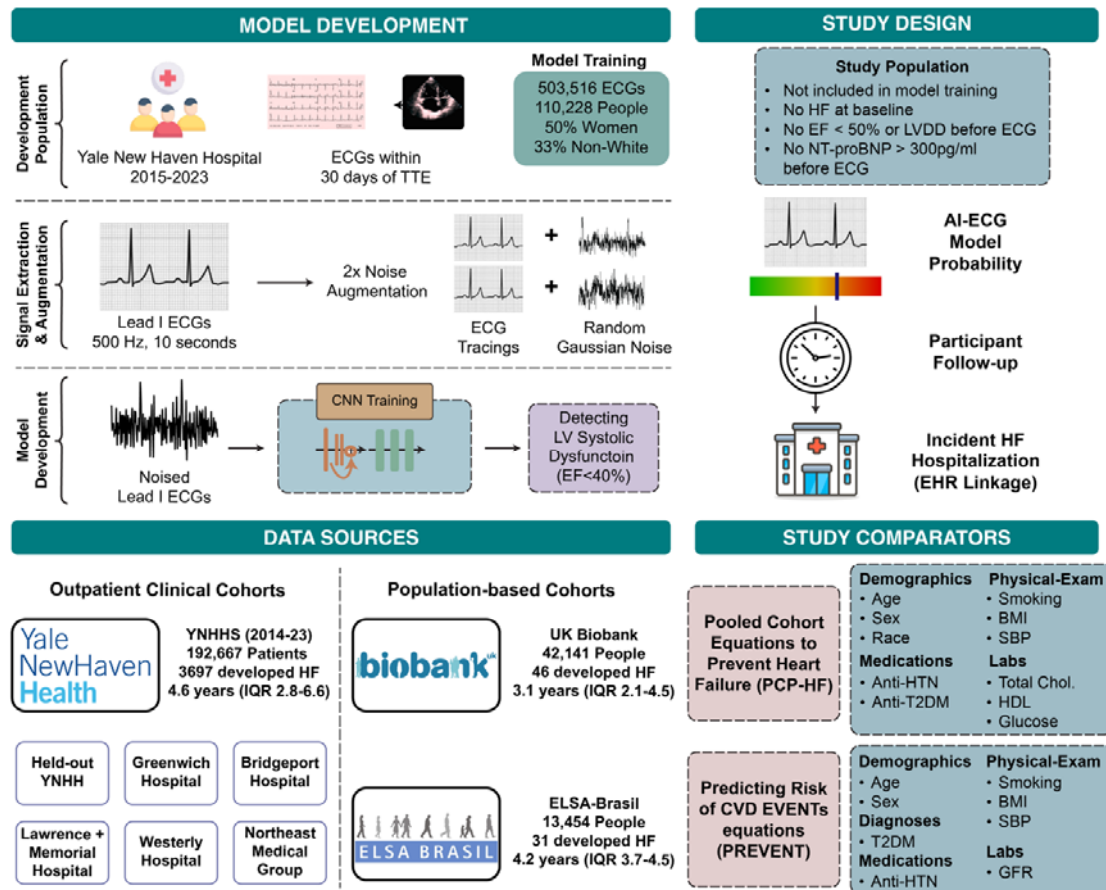 MODEL DEVELOPMENT
Development
Population
Yale New Haven Hospital
2015-2023
ECGs within
30 days of TTE
Model Training
503,516 ECGs
110,228 People
50% Women
33% Non-White
Signal Extraction
& Augmentation
Lead I ECGs
500 Hz, 10 seconds
2x Noise
Augmentation
+
+
ECG
Tracings
Random
Gaussian Noise
Model
Development
Noised
Lead I ECGs
CNN Training
Detecting
LV Systolic
Dysfunctoin
(EF<40%)
STUDY DESIGN
Study Population
• Not included in model training
• No HF at baseline
• No EF < 50% or LVDD before ECG
• No NT-proBNP > 300pg/ml
before ECG
AI-ECG
Model
Probability
Participant
Follow-up
Incident HF
Hospitalization
(EHR Linkage)
DATA SOURCES
Outpatient Clinical Cohorts
Yale
NewHaven
Health
YNHHS (2014-23)
192,667 Patients
3697 developed HF
4.6 years (IQR 2.8-6.6)
Held-out
YNHH
Greenwich
Hospital
Bridgeport
Hospital
Lawrence +
Memorial
Hospital
Westerly
Hospital
Northeast
Medical
Group
Population-based Cohorts
biobank uk
UK Biobank
42,141 People
46 developed HF
3.1 years (IQR 2.1-4.5)
ELSA BRASIL
ELSA-Brasil
13,454 People
31 developed HF
4.2 years (IQR 3.7-4.5)
STUDY COMPARATORS
Pooled Cohort
Equations to
Prevent Heart
Failure (PCP-HF)
Demographics
• Age
• Sex
• Race
Medications
• Anti-HTN
• Anti-T2DM
Physical-Exam
• Smoking
• BMI
• SBP
Labs
• Total Chol.
• HDL
• Glucose
Predicting Risk
of CVD EVENTs
equations
(PREVENT)
Demographics
• Age
• Sex
Diagnoses
• T2DM
Medications
• Anti-HTN
Physical-Exam
• Smoking
• BMI
• SBP
Labs
• GFR